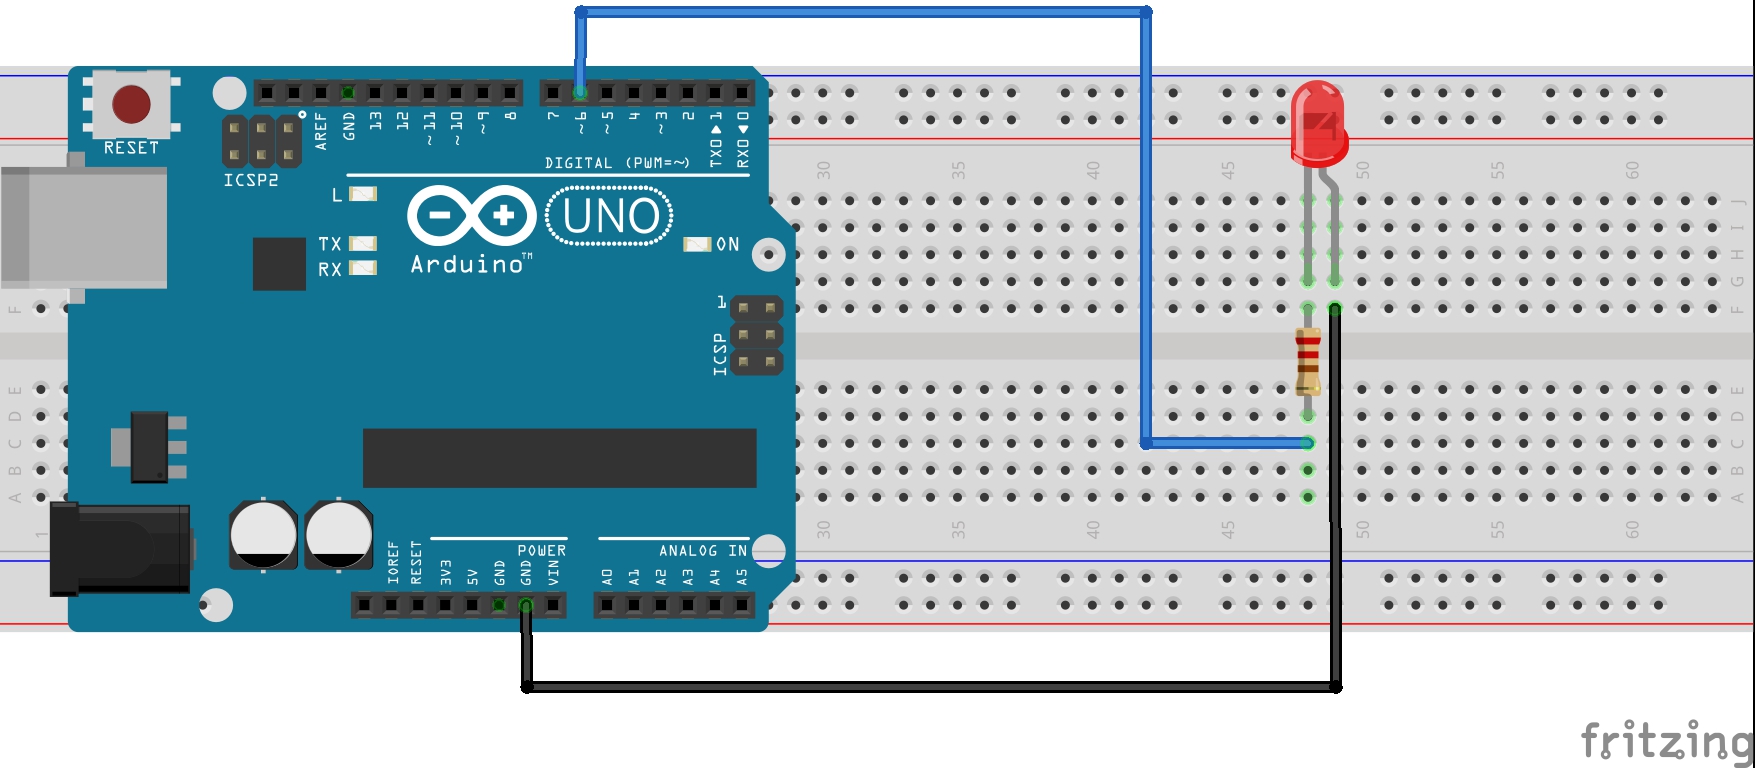 RESET
ICSP2
AREF
GND
13
12
~11
~10
~9
8
7
~6
~5
4
~3
2
TX0▶1
RX0◀0
DIGITAL (PWM=~)
L
TX
RX
UNO
Arduino™
ON
1
ICSP
IOREF
RESET
3V3
5V
GND
GND
VIN
POWER
ANALOG IN
A0
A1
A2
A3
A4
A5
30
35
40
45
50
55
60
J
I
H
G
F
F
E
D
C
B
A
E
D
C
B
A
1
30
35
40
45
50
55
60
fritzing